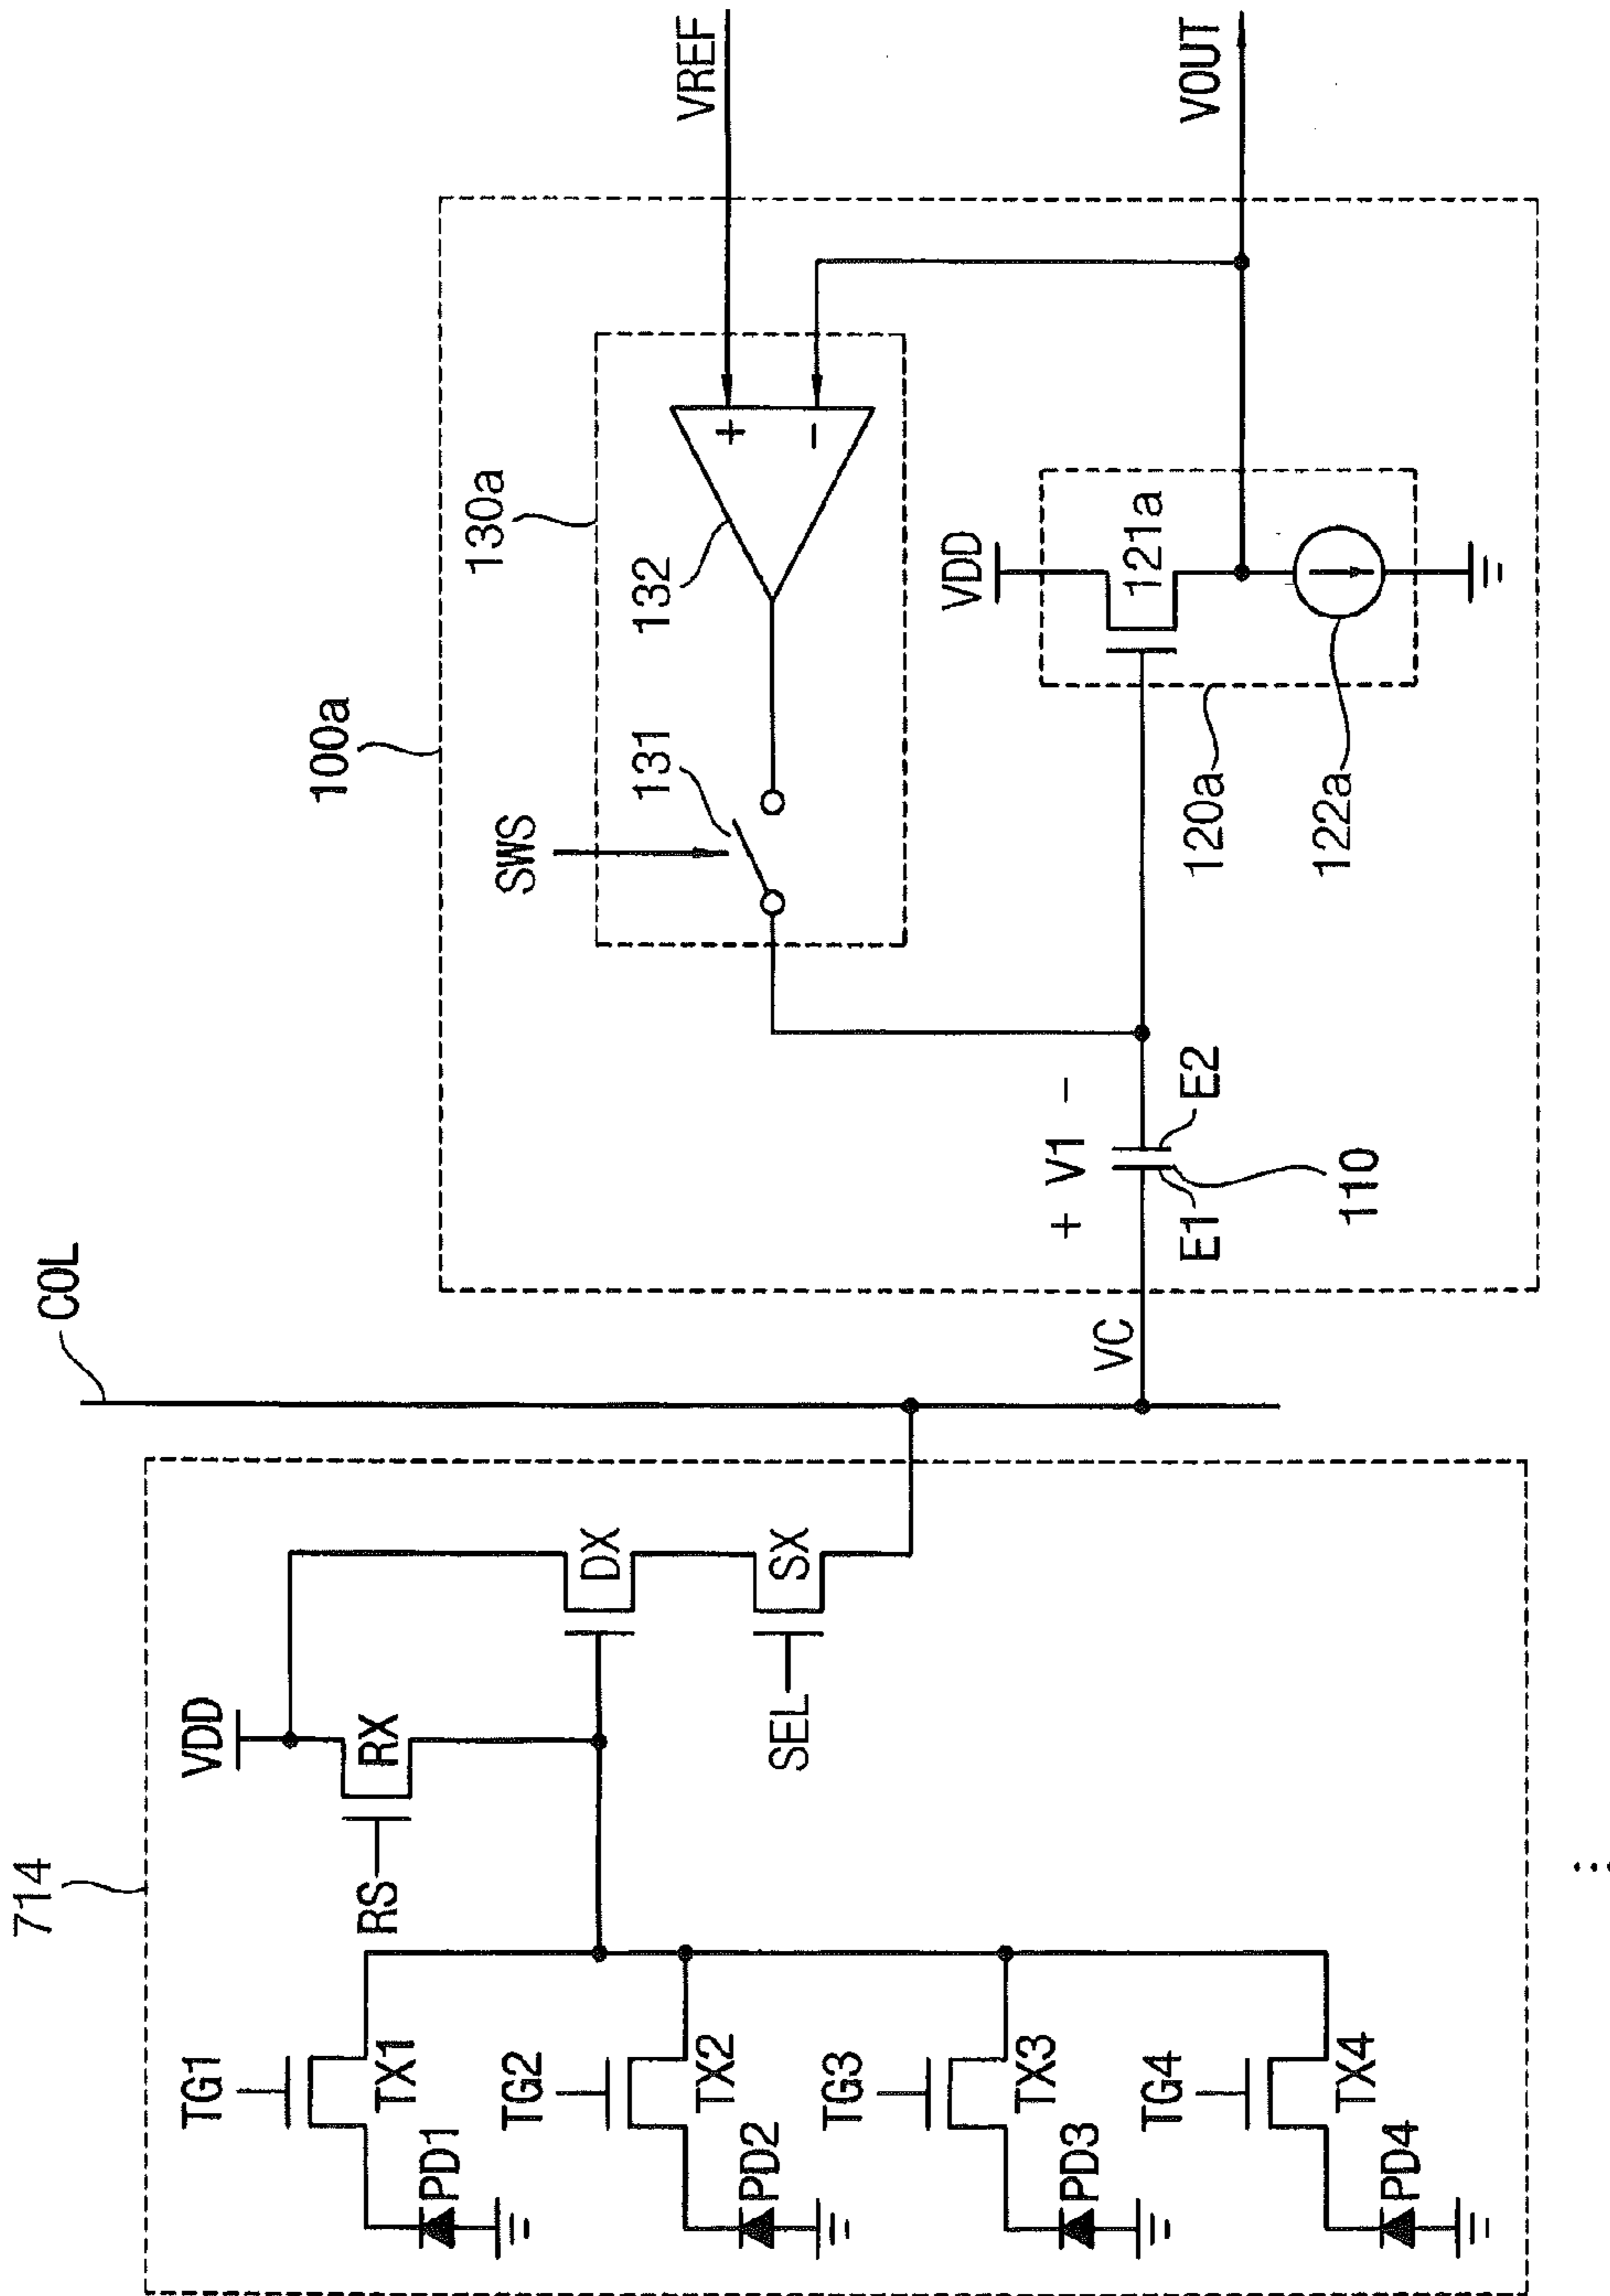 714
COL
100a
VDD
RS
RX
DX
SEL
SX
TG1
TX1
PD1
TG2
TX2
PD2
TG3
TX3
PD3
TG4
TX4
PD4
VC
+ V1 -
E1
E2
110
SWS
131
132
130a
+
-
VREF
VDD
121a
120a
122a
VOUT